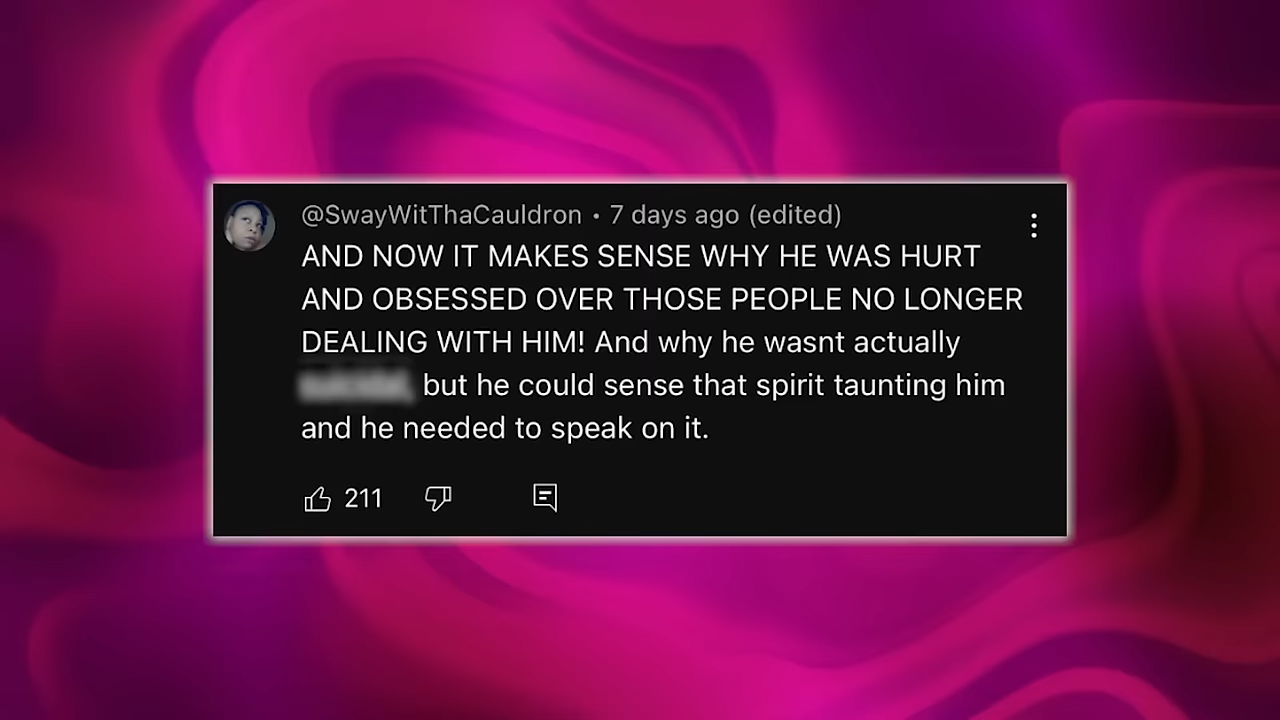 @SwayWitThaCauldron • 7 days ago (edited)
AND NOW IT MAKES SENSE WHY HE WAS HURT
AND OBSESSED OVER THOSE PEOPLE NO LONGER
DEALING WITH HIM! And why he wasnt actually
but he could sense that spirit taunting him
and he needed to speak on it.
211